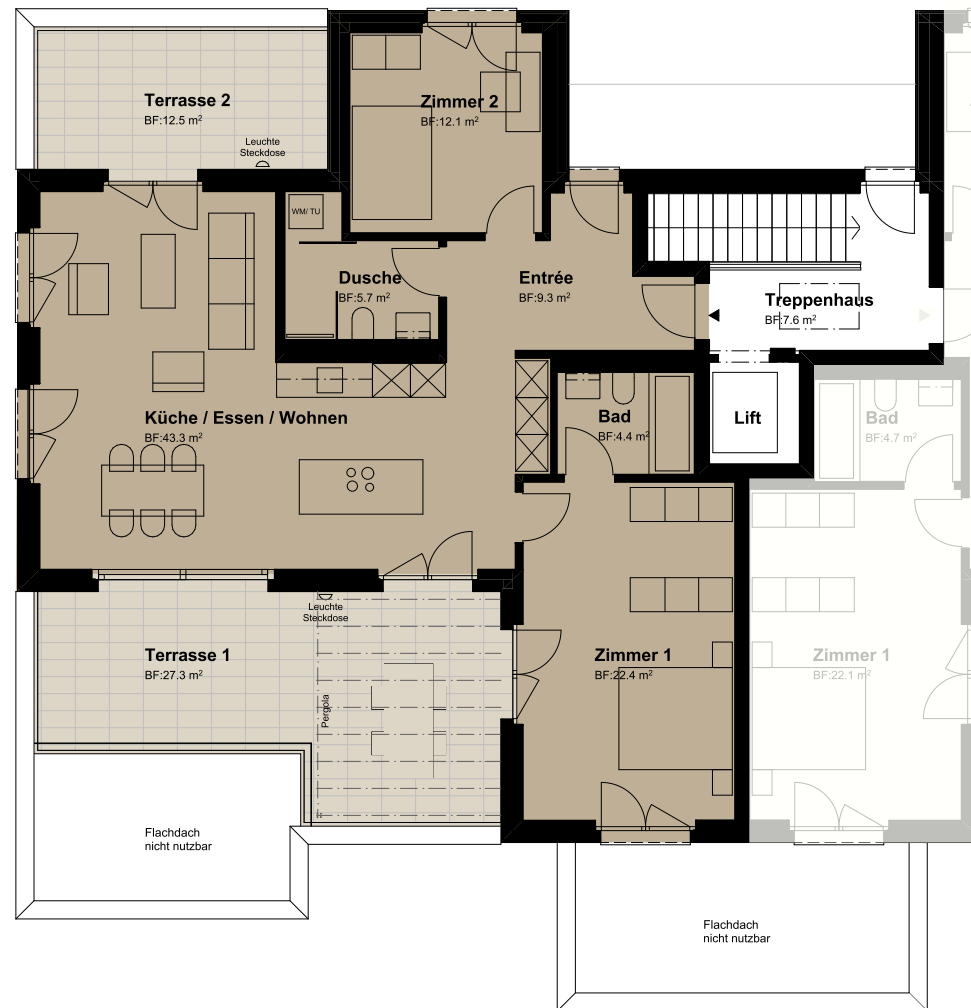 Terrasse 2
BF:12.5 m²
Leuchte
Steckdose
Zimmer 2
BF:12.1 m²
WM/ TU
Dusche
BF:5.7 m²
Entrée
BF:9.3 m²
Treppenhaus
BF:7.6 m²
Küche / Essen / Wohnen
BF:43.3 m²
Bad
BF:4.4 m²
Lift
Bad
BF:4.7 m²
Leuchte
Steckdose
Terrasse 1
BF:27.3 m²
Pergola
Zimmer 1
BF:22.4 m²
Zimmer 1
BF:22.1 m²
Flachdach
nicht nutzbar
Flachdach
nicht nutzbar